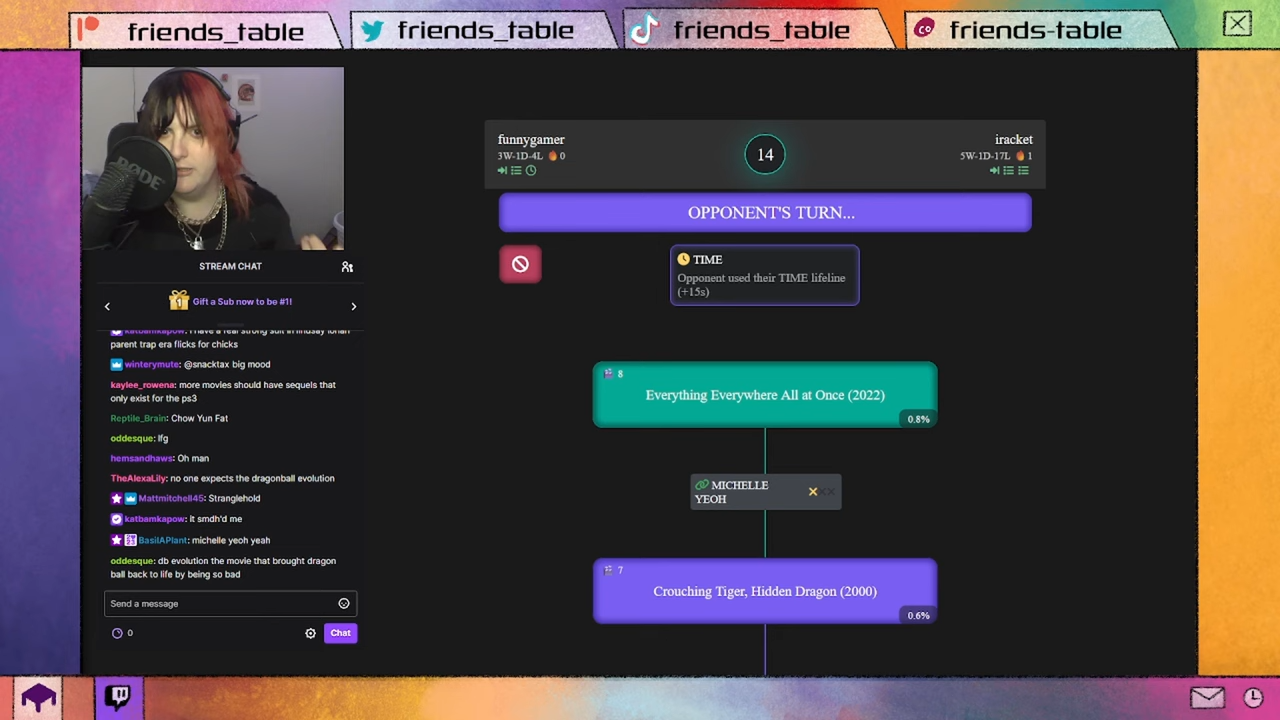 friends_table
friends_table
friends_table
friends-table
RØDE
STREAM CHAT
1
Gift a Sub now to be #1!
parent trap era flicks for chicks
winterymute: @snacktax big mood
kaylee_rowena: more movies should have sequels that
only exist for the ps3
Reptile_Brain: Chow Yun Fat
oddesque: lfg
hemsandhaws: Oh man
TheAlexaLily: no one expects the dragonball evolution
Mattmitchell45: Stranglehold
katbamkapow: it smdh'd me
BasilAPlant: michelle yeoh yeah
oddesque: db evolution the movie that brought dragon
ball back to life by being so bad
Send a message
0
Chat
funnygamer
3W-1D-4L 0
14
iracket
5W-1D-17L 1
OPPONENT'S TURN...
TIME
Opponent used their TIME lifeline
(+15s)
8
Everything Everywhere All at Once (2022)
0.8%
MICHELLE
YEOH
7
Crouching Tiger, Hidden Dragon (2000)
0.6%